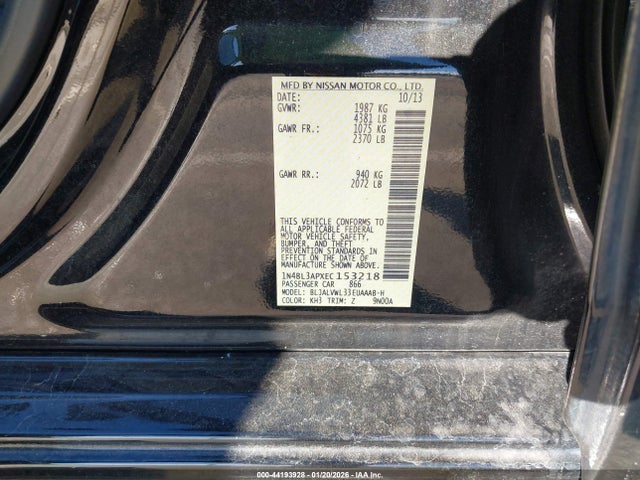 MFD BY NISSAN MOTOR CO., LTD.
DATE: 10/13
GVWR: 1987 KG
4381 LB
GAWR FR.: 1075 KG
2370 LB
GAWR RR.: 940 KG
2072 LB
THIS VEHICLE CONFORMS TO
ALL APPLICABLE FEDERAL
MOTOR VEHICLE SAFETY,
BUMPER, AND THEFT
PREVENTION STANDARDS IN
EFFECT ON THE DATE OF
MANUFACTURE SHOWN ABOVE.
1N4BL3APXEC153218
PASSENGER CAR 866
MODEL: BLJALVWL33EUAAAB-H
COLOR: KH3 TRIM: Z 9N00A
000-44193928 - 01/20/2026 - IAA Inc.